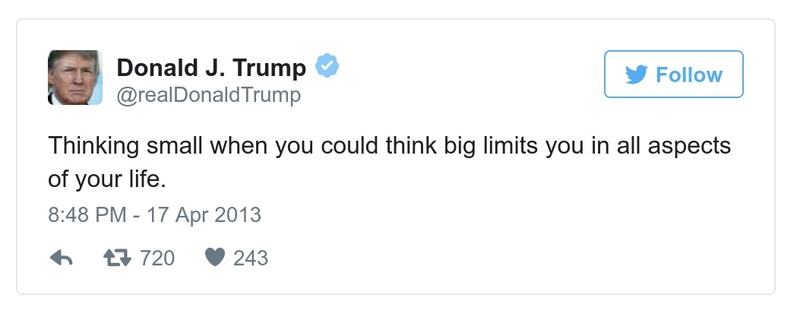 Donald J. Trump
@realDonaldTrump
Follow
Thinking small when you could think big limits you in all aspects
of your life.
8:48 PM - 17 Apr 2013
720 243